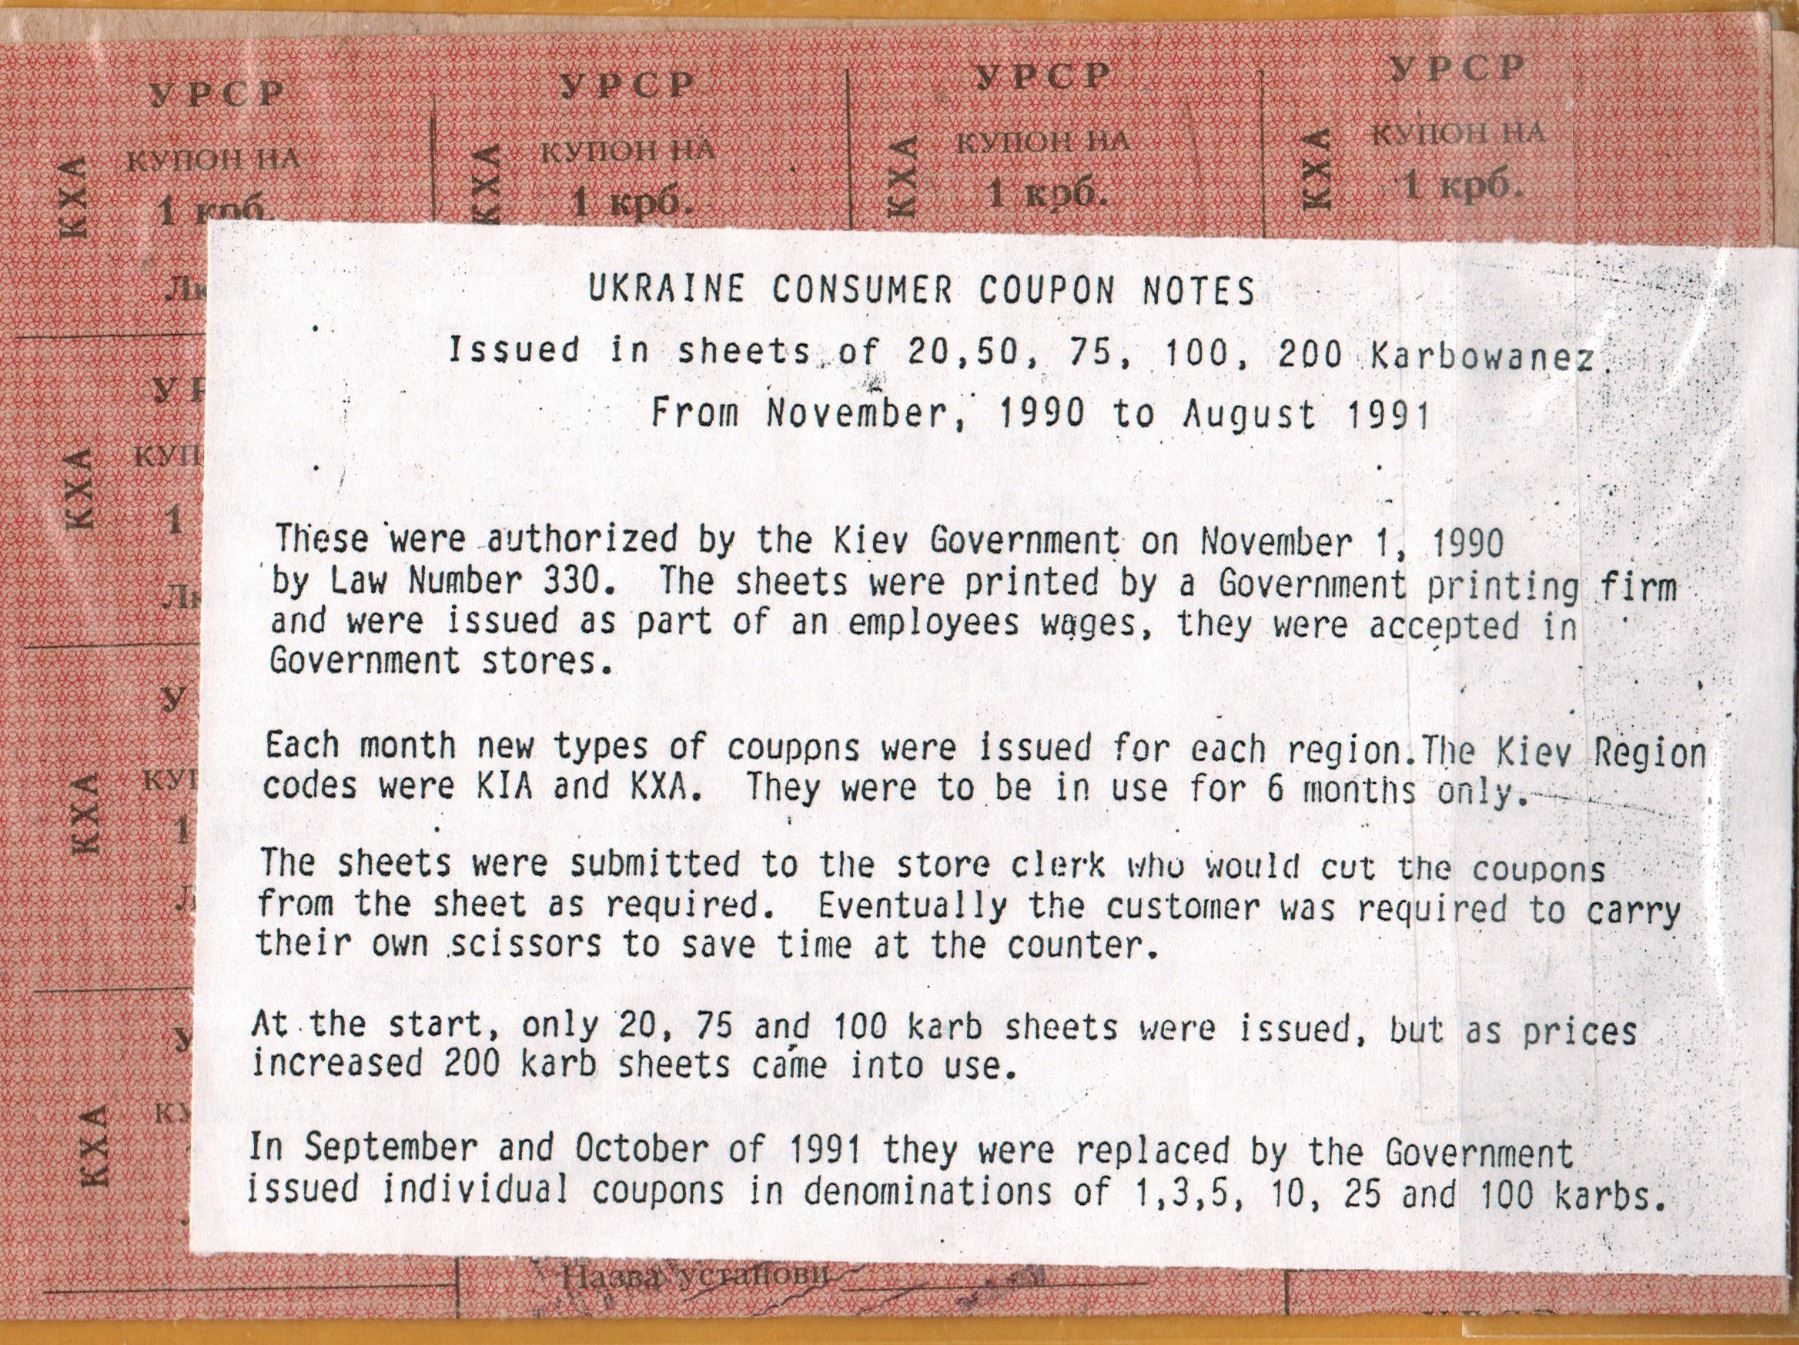 УРСР УРСР УРСР УРСР
КУПОН НА КУПОН НА КУПОН НА КУПОН НА
КХА КХА КХА КХА
1 крб. 1 крб. 1 крб. 1 крб.
UKRAINE CONSUMER COUPON NOTES
Issued in sheets of 20,50, 75, 100, 200 Karbowanez.
From November, 1990 to August 1991
КХА
1
These were authorized by the Kiev Government on November 1, 1990
by Law Number 330. The sheets were printed by a Government printing firm
and were issued as part of an employees wages, they were accepted in
Government stores.
Each month new types of coupons were issued for each region.The Kiev Region
codes were KIA and KXA. They were to be in use for 6 months only.
КХА
1
The sheets were submitted to the store clerk who would cut the coupons
from the sheet as required. Eventually the customer was required to carry
their own scissors to save time at the counter.
At the start, only 20, 75 and 100 karb sheets were issued, but as prices
increased 200 karb sheets came into use.
КХА
In September and October of 1991 they were replaced by the Government
issued individual coupons in denominations of 1,3,5, 10, 25 and 100 karbs.
Назва установи